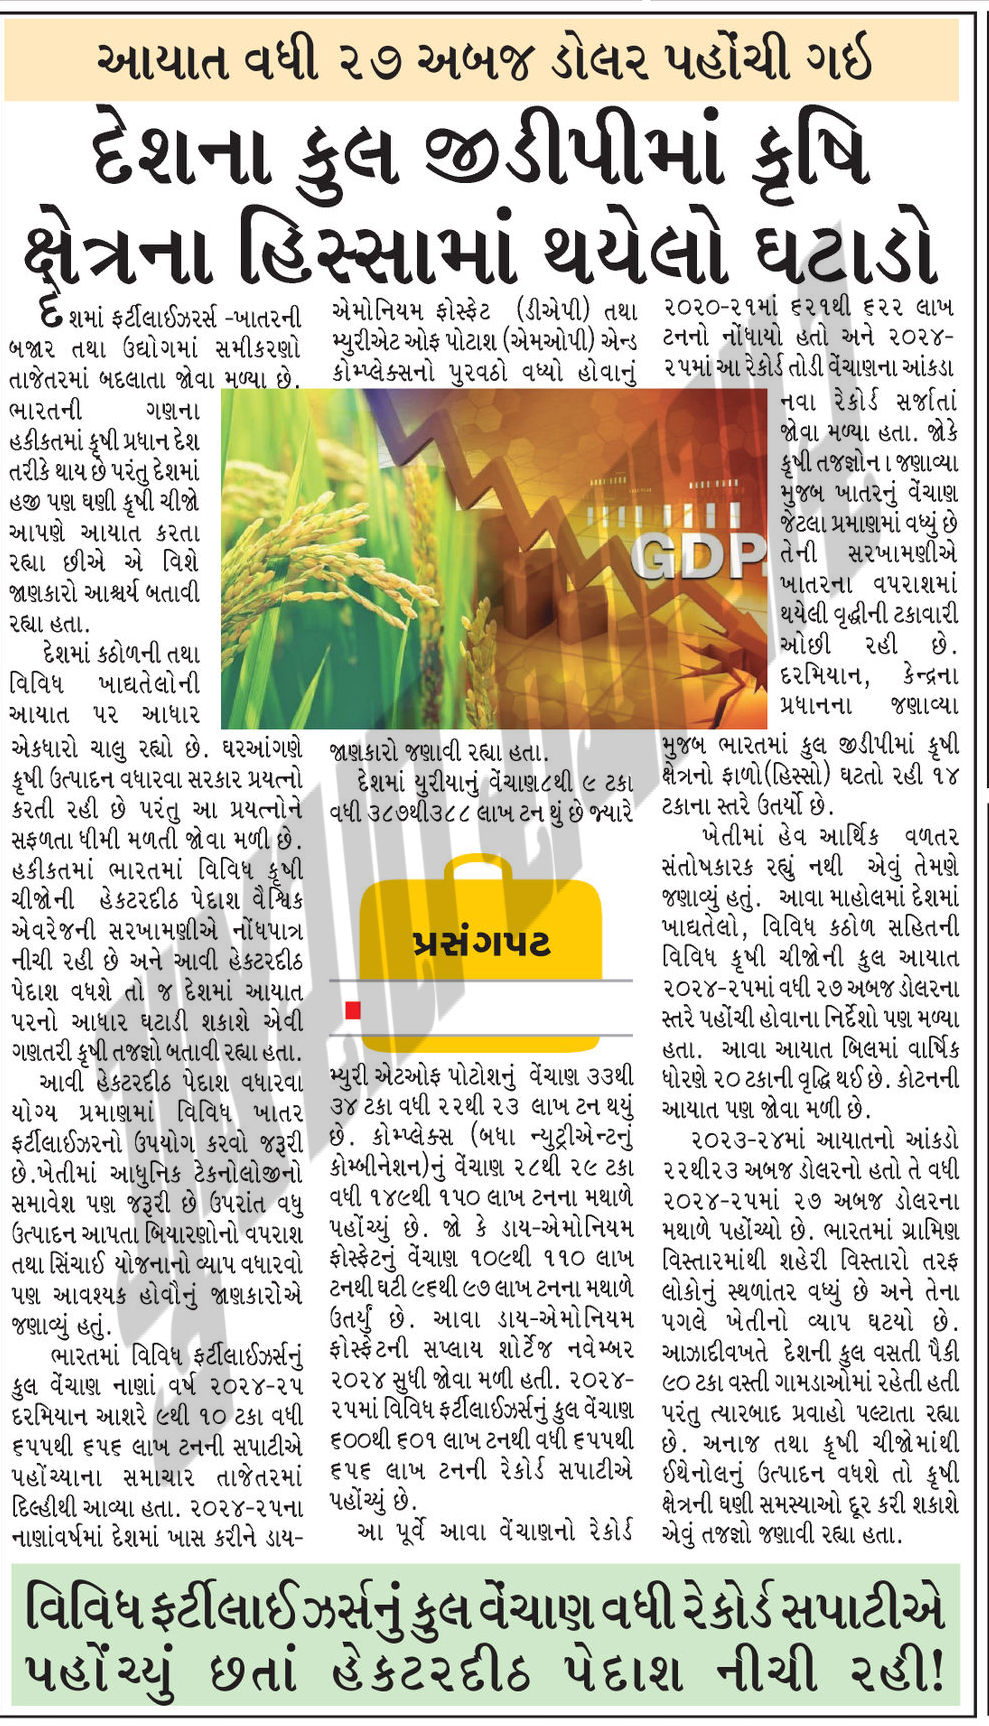 આયાત વધી ૨૭ અબજ ડોલર પહોંચી ગઇ
દેશના કુલ જીડીપીમાં કૃષિ
ક્ષેત્રના હિસ્સામાં થયેલો ઘટાડો
દેશમાં ફર્ટીલાઈઝરર્સ -ખાતરની
બજાર તથા ઉદ્યોગમાં સમીકરણો
તાજેતરમાં બદલાતા જોવા મળ્યા છે.
ભારતની ગણના
હકીકતમાં કૃષી પ્રધાન દેશ
તરીકે થાય છે પરંતુ દેશમાં
હજી પણ ઘણી કૃષી ચીજો
આપણે આયાત કરતા
રહ્યા છીએ એ વિશે
જાણકારો આશ્ચર્ય બતાવી
રહ્યા હતા.
દેશમાં કઠોળની તથા
વિવિધ ખાદ્યતેલોની
આયાત પર આધાર
એકધારો ચાલુ રહ્યો છે. ઘરઆંગણે
કૃષી ઉત્પાદન વધારવા સરકાર પ્રયત્નો
કરતી રહી છે પરંતુ આ પ્રયત્નોને
સફળતા ધીમી મળતી જોવા મળી છે.
હકીકતમાં ભારતમાં વિવિધ કૃષી
ચીજોની હેકટરદીઠ પેદાશ વૈશ્વિક
એવરેજની સરખામણીએ નોંધપાત્ર
નીચી રહી છે અને આવી હેકટરદીઠ
પેદાશ વધશે તો જ દેશમાં આયાત
પરનો આધાર ઘટાડી શકાશે એવી
ગણતરી કૃષી તજજ્ઞો બતાવી રહ્યા હતા.
આવી હેકટરદીઠ પેદાશ વધારવા
યોગ્ય પ્રમાણમાં વિવિધ ખાતર
ફર્ટીલાઈઝરનો ઉપયોગ કરવો જરૂરી
છે.ખેતીમાં આધુનિક ટેકનોલોજીનો
સમાવેશ પણ જરૂરી છે ઉપરાંત વધુ
ઉત્પાદન આપતા બિયારણોનો વપરાશ
તથા સિંચાઈ યોજનાનો વ્યાપ વધારવો
પણ આવશ્યક હોવૌનું જાણકારોએ
જણાવ્યું હતું.
ભારતમાં વિવિધ ફર્ટીલાઈઝર્સનું
કુલ વેંચાણ નાણાં વર્ષ ૨૦૨૪-૨૫
દરમિયાન આશરે ૯થી ૧૦ ટકા વધી
૬૫૫થી ૬૫૬ લાખ ટનની સપાટીએ
પહોંચ્યાના સમાચાર તાજેતરમાં
દિલ્હીથી આવ્યા હતા. ૨૦૨૪-૨૫ના
નાણાંવર્ષમાં દેશમાં ખાસ કરીને ડાય-
એમોનિયમ ફોસ્ફેટ (ડીએપી) તથા
મ્યુરીએટ ઓફ પોટાશ (એમઓપી) એન્ડ
કોમ્પ્લેક્સનો પુરવઠો વધ્યો હોવાનું
જાણકારો જણાવી રહ્યા હતા.
દેશમાં યુરીયાનું વેંચાણ૮થી ૯ ટકા
વધી ૩૮૭થી૩૮૮ લાખ ટન થું છે જ્યારે
પ્રસંગપટ
મ્યુરી એટઓફ પોટોશનું વેંચાણ ૩૩થી
૩૪ ટકા વધી ૨૨થી ૨૩ લાખ ટન થયું
છે. કોમ્પ્લેક્સ (બધા ન્યુટ્રીએન્ટનું
કોમ્બીનેશન)નું વેંચાણ ૨૮થી ૨૯ ટકા
વધી ૧૪૯થી ૧૫૦ લાખ ટનના મથાળે
પહોંચ્યું છે. જો કે ડાય-એમોનિયમ
ફોસ્ફેટનું વેંચાણ ૧૦૯થી ૧૧૦ લાખ
ટનથી ઘટી ૯૬થી ૯૭ લાખ ટનના મથાળે
ઉતર્યું છે. આવા ડાય-એમોનિયમ
ફોસ્ફેટની સપ્લાય શોર્ટેજ નવેમ્બર
૨૦૨૪ સુધી જોવા મળી હતી. ૨૦૨૪-
૨૫માં વિવિધ ફર્ટીલાઈઝર્સનું કુલ વેંચાણ
૬૦૦થી ૬૦૧ લાખ ટનથી વધી ૬૫૫થી
૬૫૬ લાખ ટનની રેકોર્ડ સપાટીએ
પહોંચ્યું છે.
આ પૂર્વે આવા વેંચાણનો રેકોર્ડ
૨૦૨૦-૨૧માં ૬૨૧થી ૬૨૨ લાખ
ટનનો નોંધાયો હતો અને ૨૦૨૪-
૨૫માં આ રેકોર્ડ તોડી વેંચાણના આંકડા
નવા રેકોર્ડ સર્જાતાં
જોવા મળ્યા હતા. જોકે
કૃષી તજજ્ઞોન। જણાવ્યા
મુજબ ખાતરનું વેંચાણ
જેટલા પ્રમાણમાં વધ્યું છે
તેની સરખામણીએ
ખાતરના વપરાશમાં
થયેલી વૃદ્ધીની ટકાવારી
ઓછી રહી છે.
દરમિયાન, કેન્દ્રના
પ્રધાનના જણાવ્યા
મુજબ ભારતમાં કુલ જીડીપીમાં કૃષી
ક્ષેત્રનો ફાળો(હિસ્સો) ઘટતો રહી ૧૪
ટકાના સ્તરે ઉતર્યો છે.
ખેતીમાં હેવ આર્થિક વળતર
સંતોષકારક રહ્યું નથી એવું તેમણે
જણાવ્યું હતું. આવા માહોલમાં દેશમાં
ખાદ્યતેલો, વિવિધ કઠોળ સહિતની
વિવિધ કૃષી ચીજોની કુલ આયાત
૨૦૨૪-૨૫માં વધી ૨૭ અબજ ડોલરના
સ્તરે પહોંચી હોવાના નિર્દેશો પણ મળ્યા
હતા. આવા આયાત બિલમાં વાર્ષિક
ધોરણે ૨૦ ટકાની વૃદ્ધિ થઈ છે. કોટનની
આયાત પણ જોવા મળી છે.
૨૦૨૩-૨૪માં આયાતનો આંકડો
૨૨થી૨૩ અબજ ડોલરનો હતો તે વધી
૨૦૨૪-૨૫માં ૨૭ અબજ ડોલરના
મથાળે પહોંચ્યો છે. ભારતમાં ગ્રામિણ
વિસ્તારમાંથી શહેરી વિસ્તારો તરફ
લોકોનું સ્થળાંતર વધ્યું છે અને તેના
પગલે ખેતીનો વ્યાપ ઘટયો છે.
આઝાદીવખતે દેશની કુલ વસતી પૈકી
૯૦ ટકા વસ્તી ગામડાઓમાં રહેતી હતી
પરંતુ ત્યારબાદ પ્રવાહો પલ્ટાતા રહ્યા
છે. અનાજ તથા કૃષી ચીજોમાંથી
ઈથેનોલનું ઉત્પાદન વધશે તો કૃષી
ક્ષેત્રની ઘણી સમસ્યાઓ દૂર કરી શકાશે
એવું તજજ્ઞો જણાવી રહ્યા હતા.
GDP
વિવિધ ફર્ટીલાઈઝર્સનું કુલ વેંચાણ વધી રેકોર્ડ સપાટીએ
પહોંચ્યું છતાં હેકટરદીઠ પેદાશ નીચી રહી!